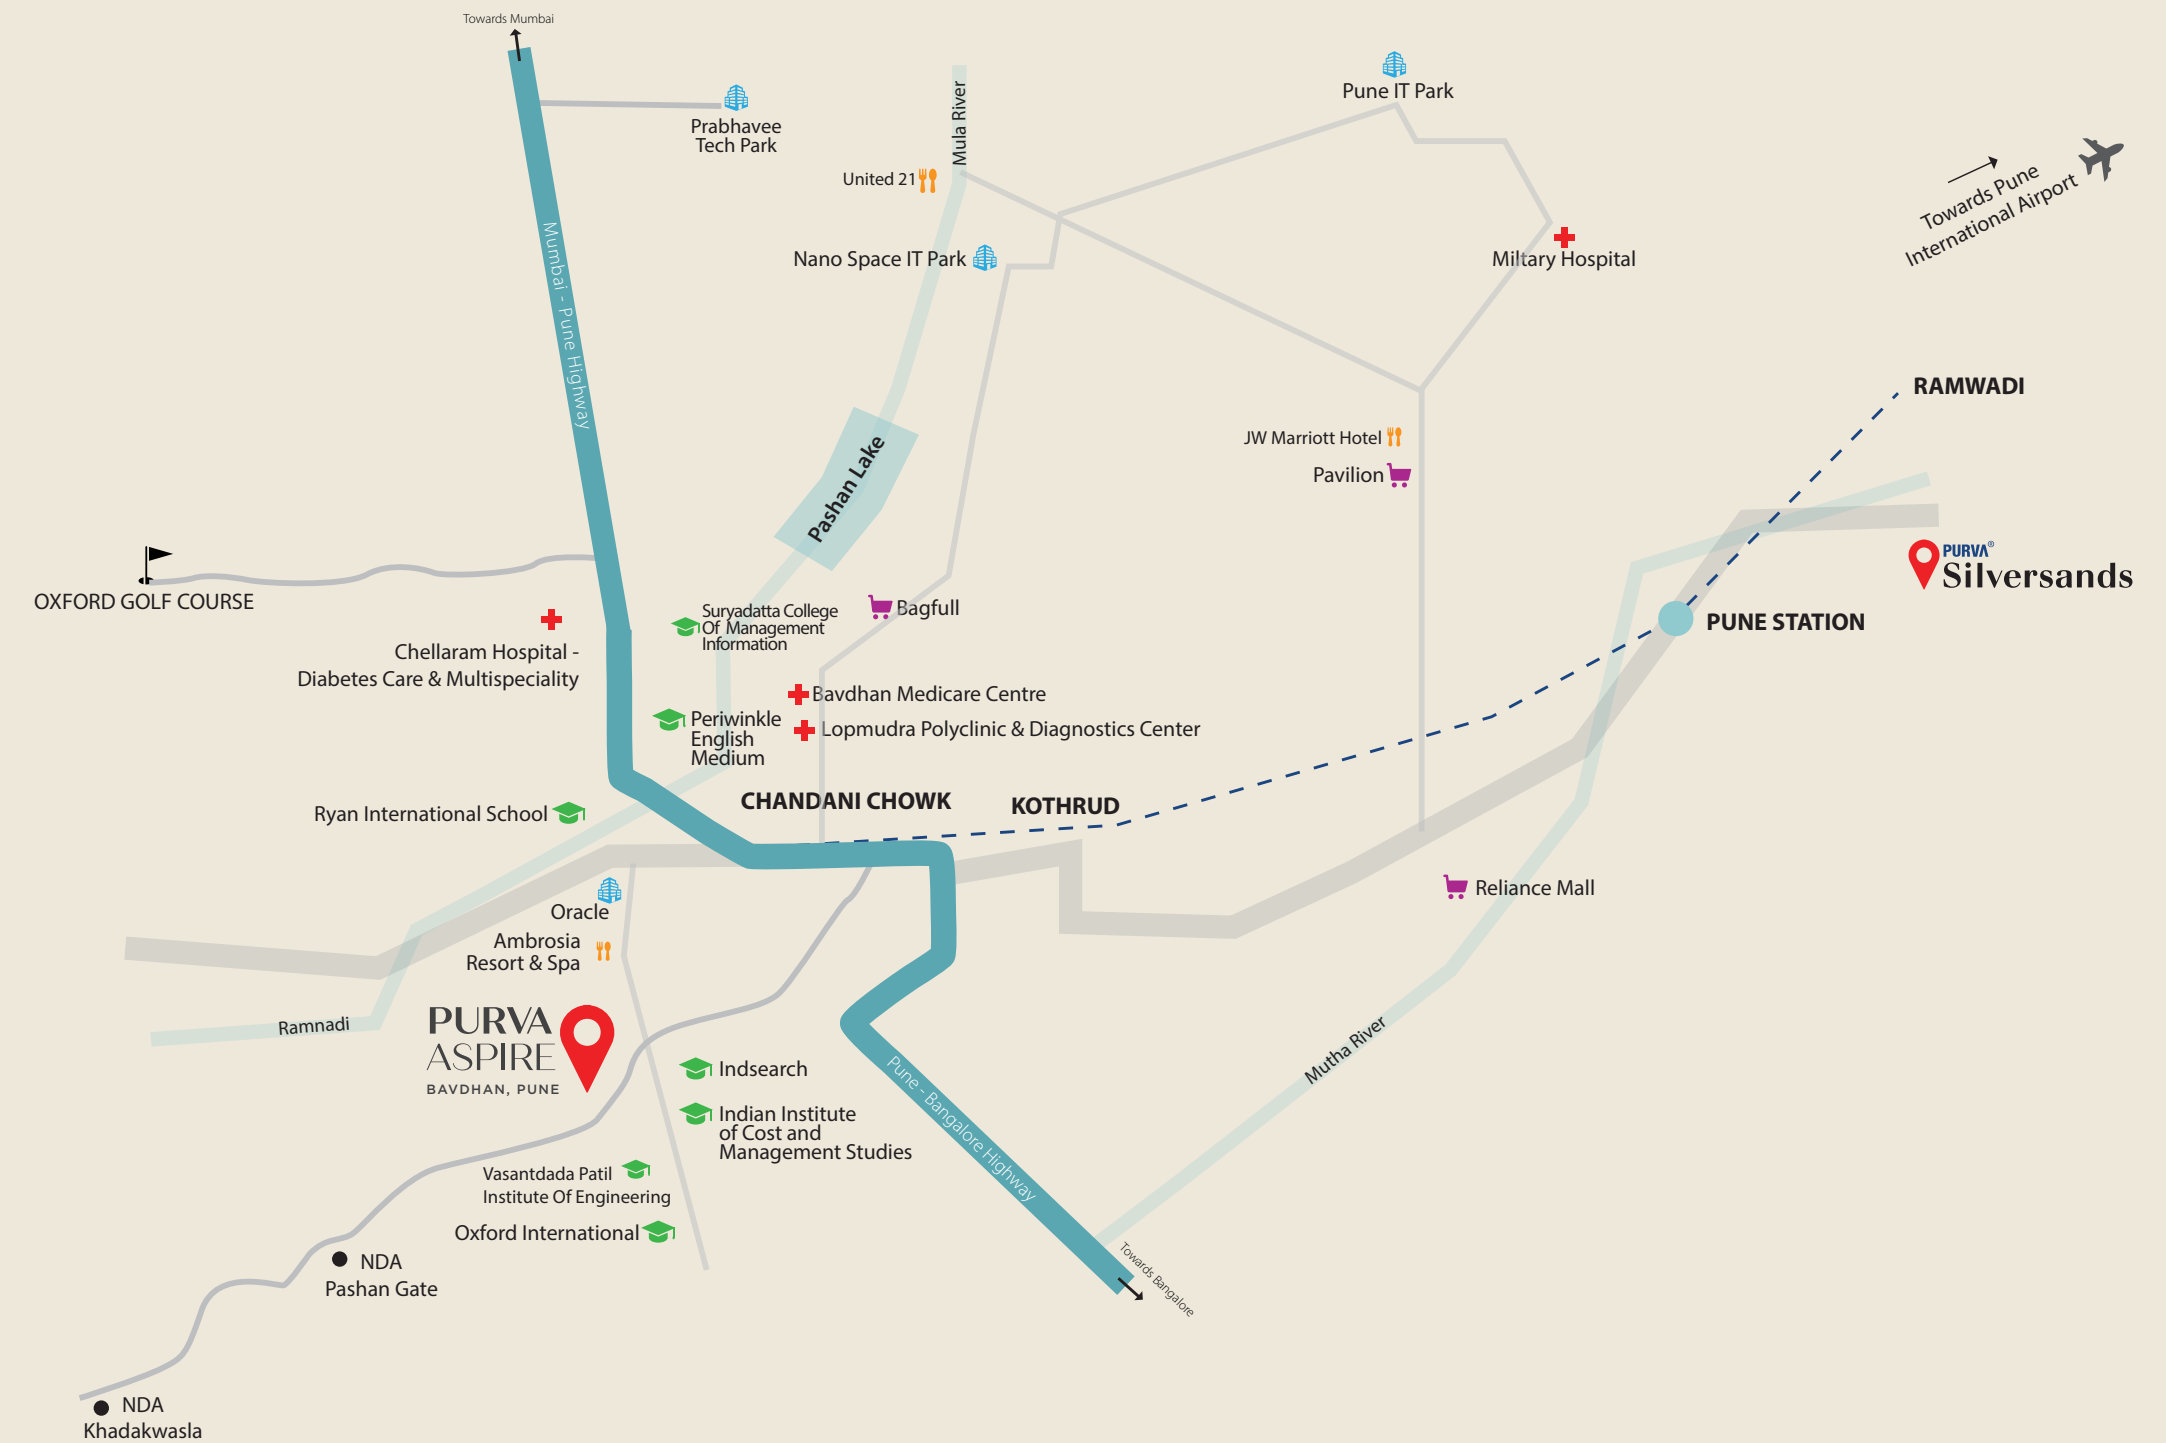 Towards Mumbai
Prabhavee
Tech Park
Mumbai - Pune Highway
Mula River
United 21
Nano Space IT Park
Pune IT Park
Miltary Hospital
Towards Pune
International Airport
RAMWADI
JW Marriott Hotel
Pavilion
Pashan Lake
OXFORD GOLF COURSE
Chellaram Hospital -
Diabetes Care & Multispeciality
Suryadatta College
Of Management
Information
Bagfull
PURVA®
Silversands
PUNE STATION
Bavdhan Medicare Centre
Lopmudra Polyclinic & Diagnostics Center
Periwinkle
English
Medium
Ryan International School
CHANDANI CHOWK
KOTHRUD
Reliance Mall
Oracle
Ambrosia
Resort & Spa
Ramnadi
PURVA
ASPIRE
BAVDHAN, PUNE
Indsearch
Indian Institute
of Cost and
Management Studies
Pune - Bangalore Highway
Mutha River
Vasantdada Patil
Institute Of Engineering
Oxford International
NDA
Pashan Gate
Towards Bangalore
NDA
Khadakwasla